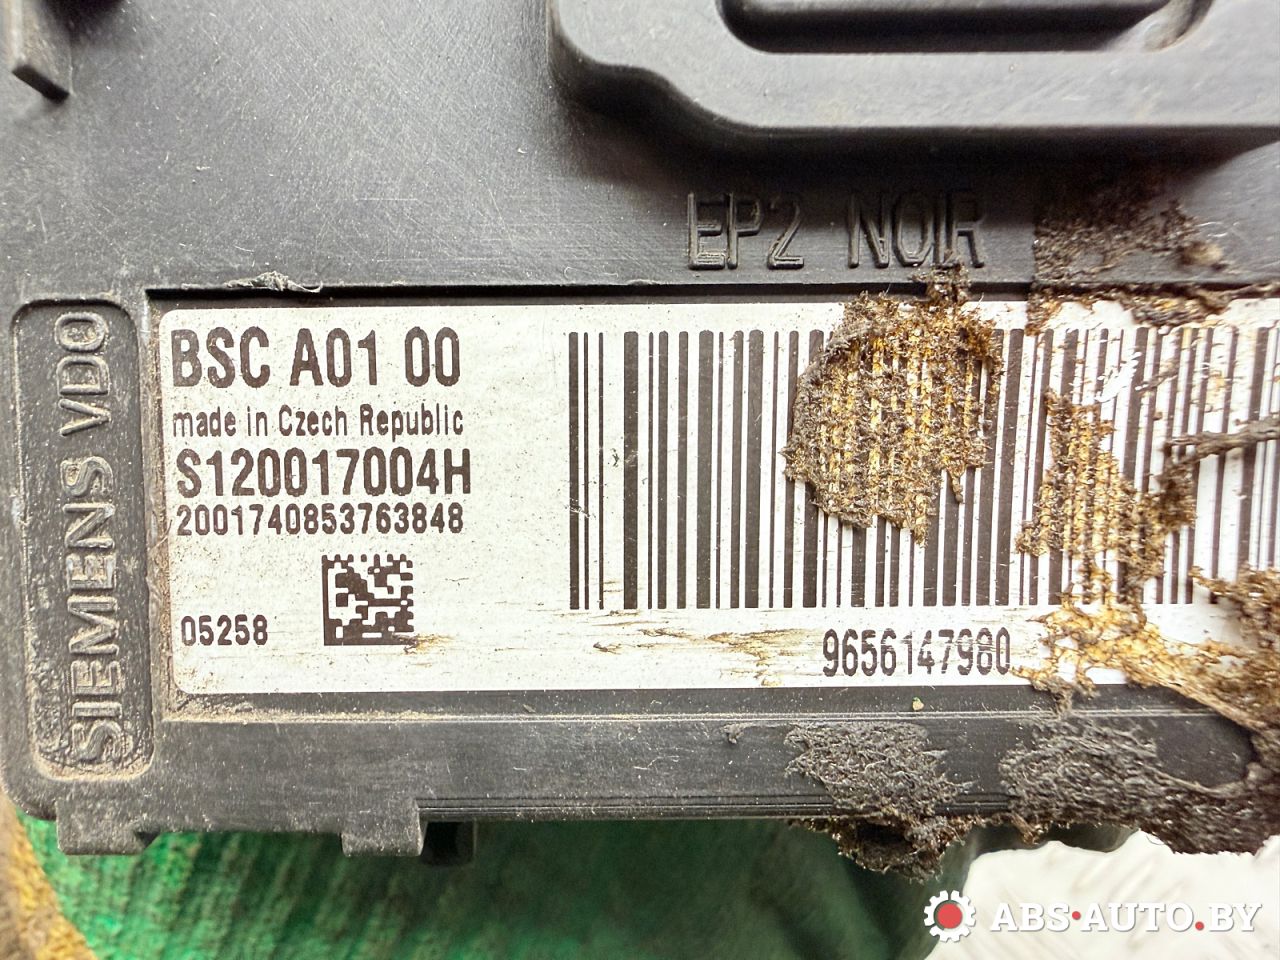 EP2 NOIR
SIEMENS VDO
BSC A01 00
made in Czech Republic
S120017004H
2001740853763848
05258
9656147980
ABS-AUTO.BY